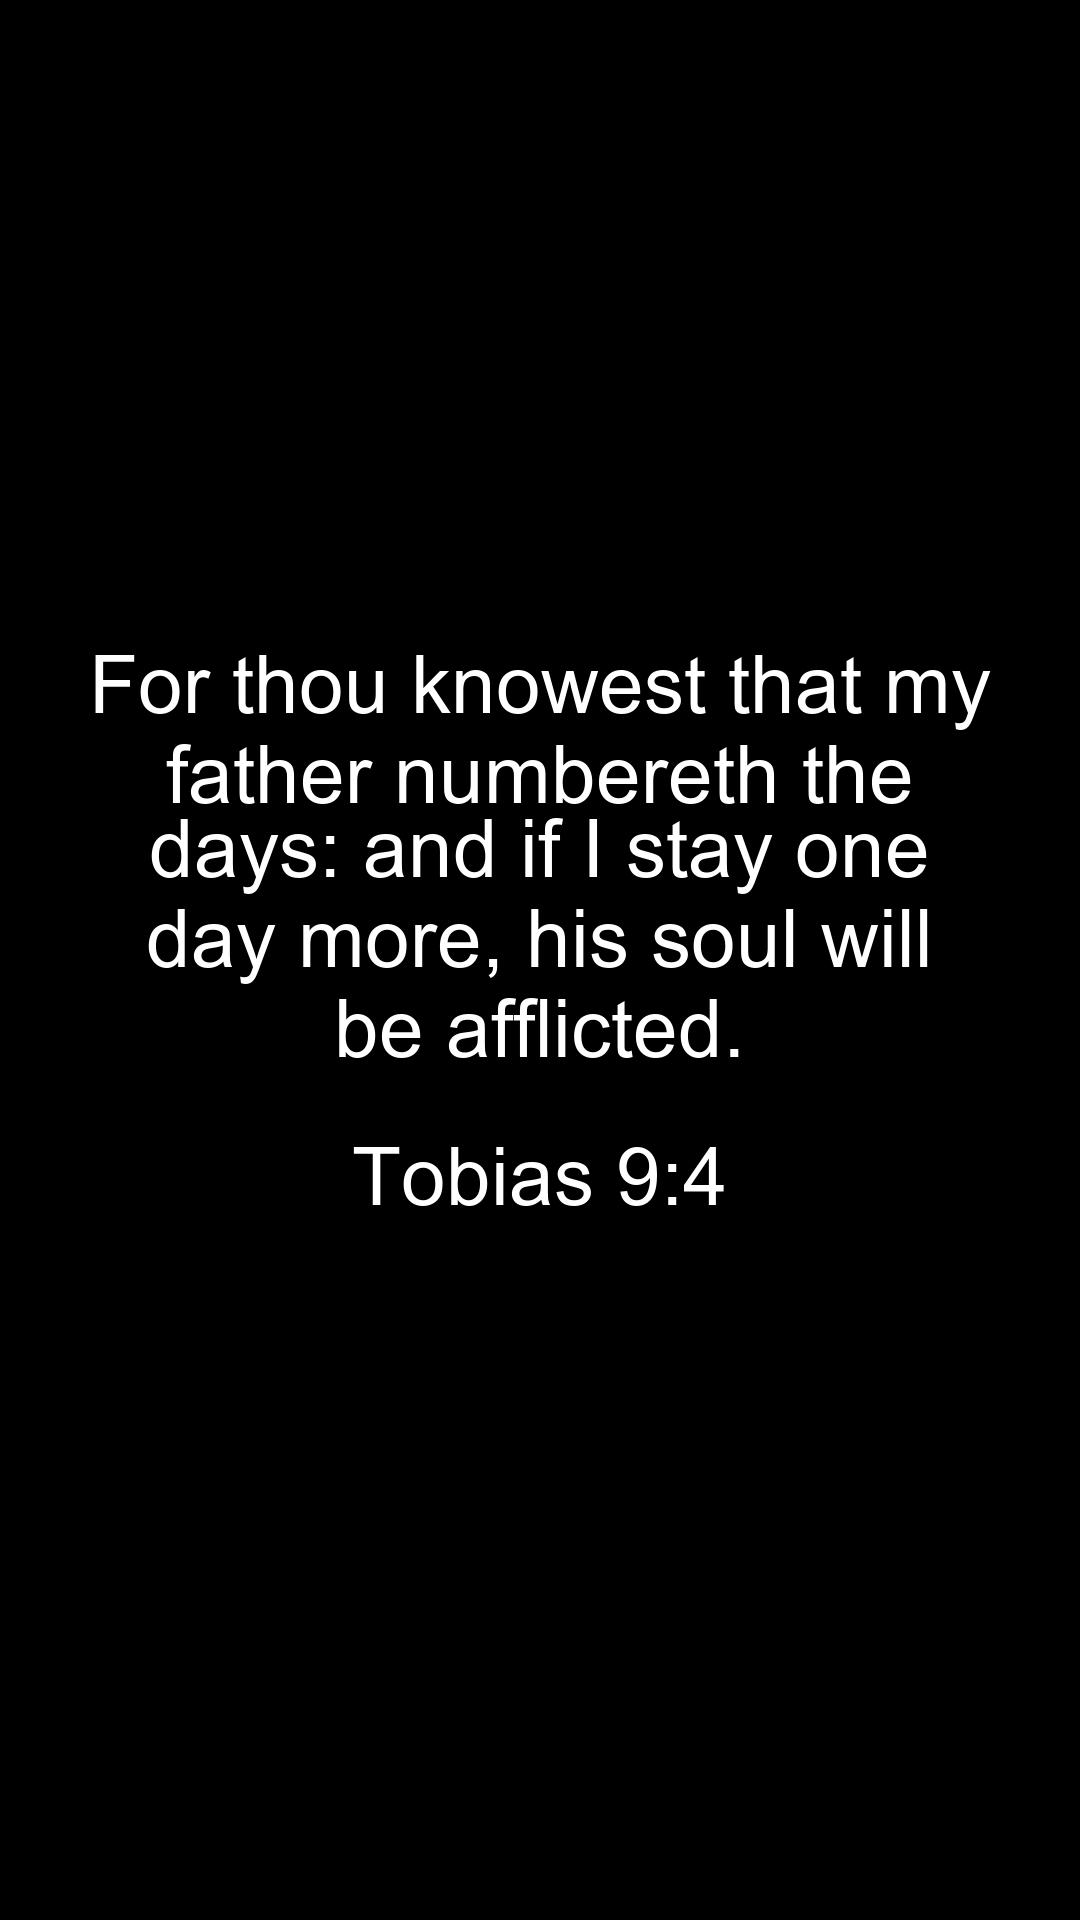 For thou knowest that my
father numbereth the
days: and if I stay one
day more, his soul will
be afflicted.
Tobias 9:4